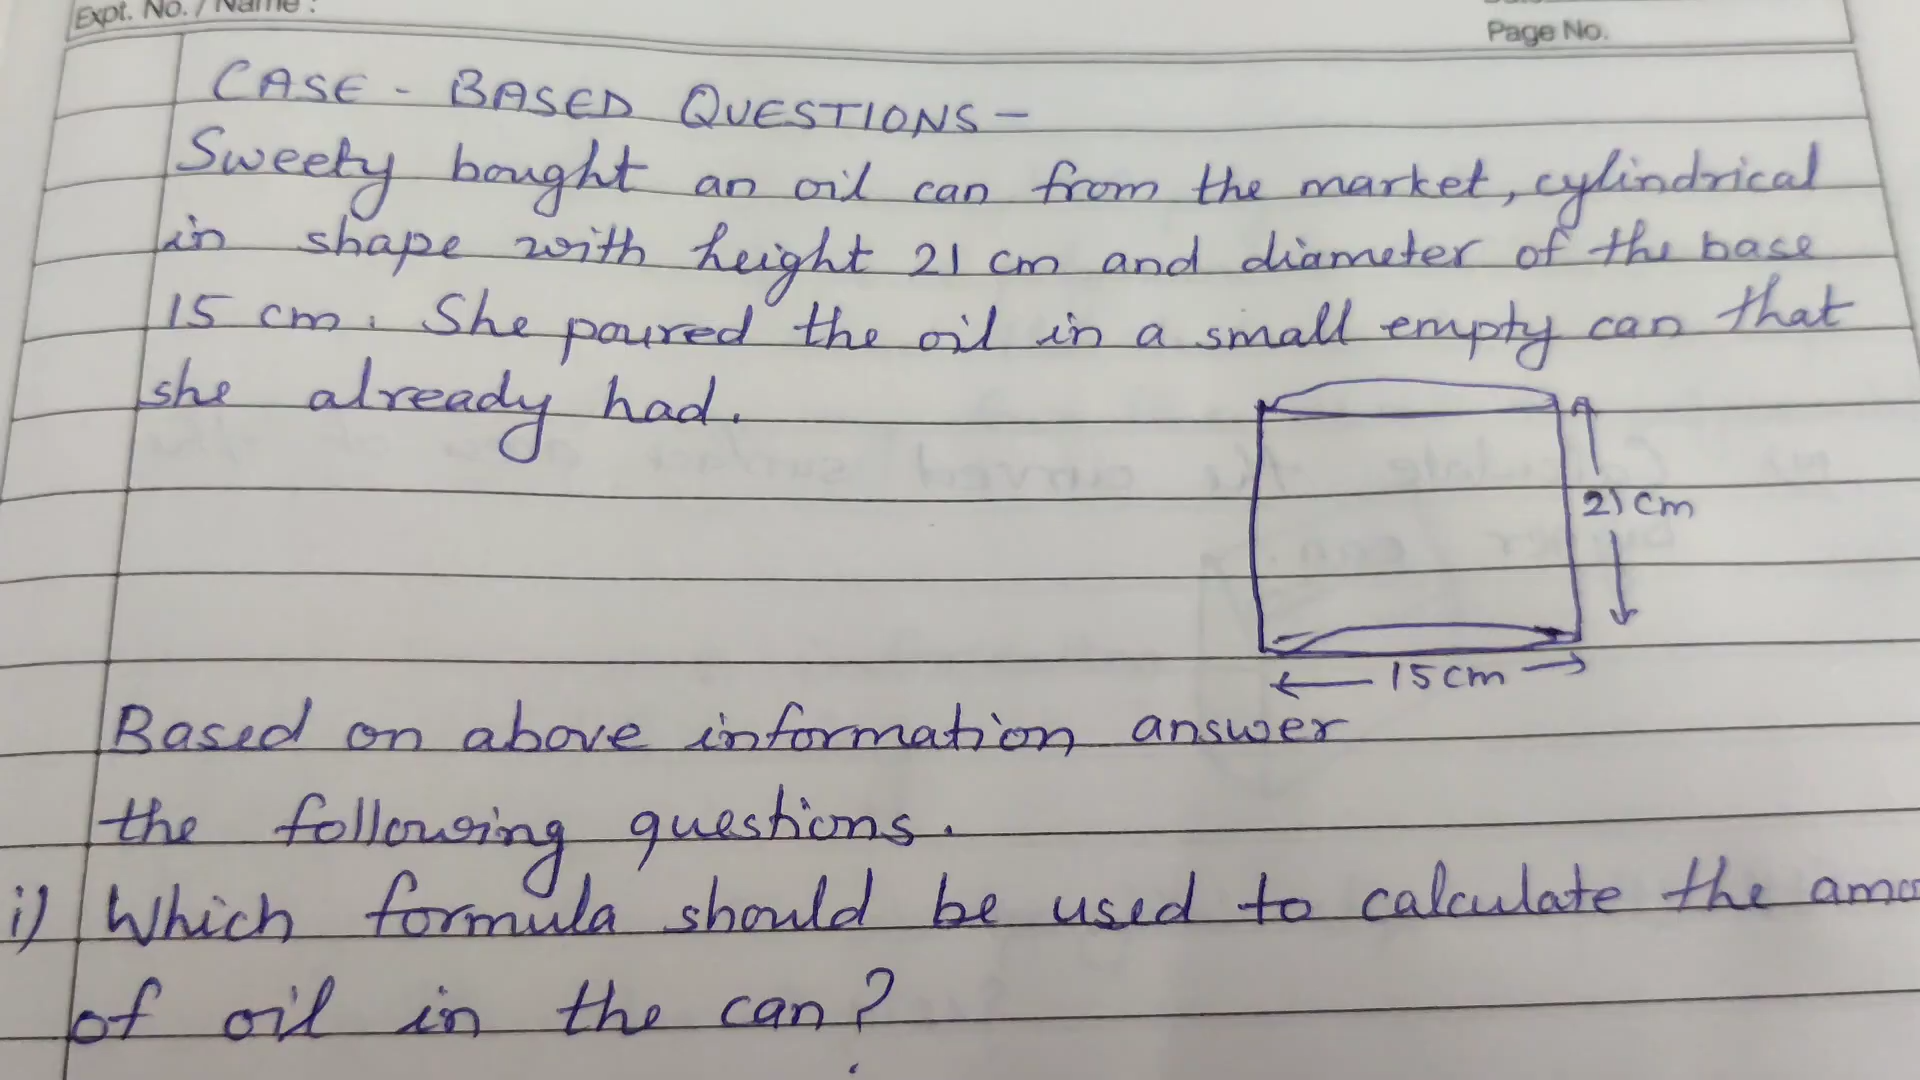 Expt. No. / Name :
Page No.
CASE - BASED QUESTIONS -
Sweety bought an oil can from the market, cylindrical
in shape with height 21 cm and diameter of the base
15 cm. She poured the oil in a small empty can that
she already had.
21 cm
15 cm
Based on above information answer
the following questions.
i) Which formula should be used to calculate the amo
of oil in the can?